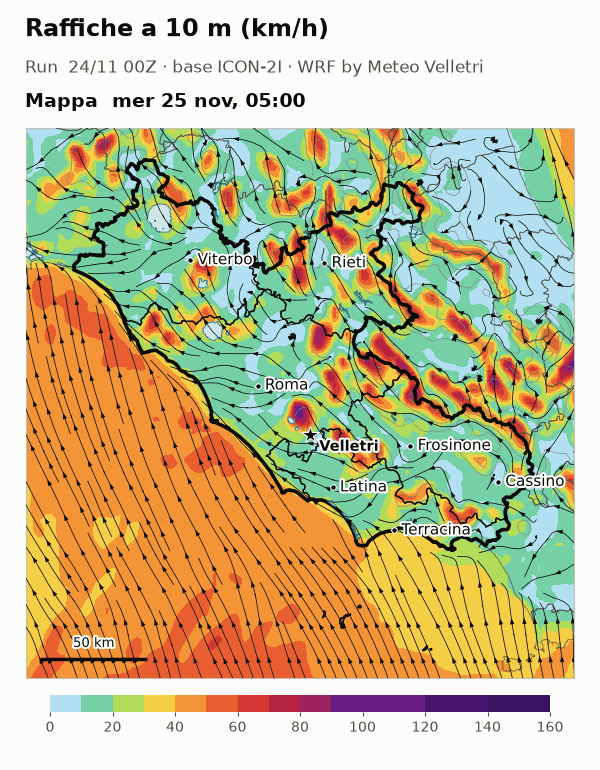 Raffiche a 10 m (km/h)
Run  24/11 00Z · base ICON-2I · WRF by Meteo Velletri
Mappa  mer 25 nov, 05:00
Viterbo
Rieti
Roma
Velletri
Frosinone
Latina
Cassino
Terracina
50 km
0 20 40 60 80 100 120 140 160